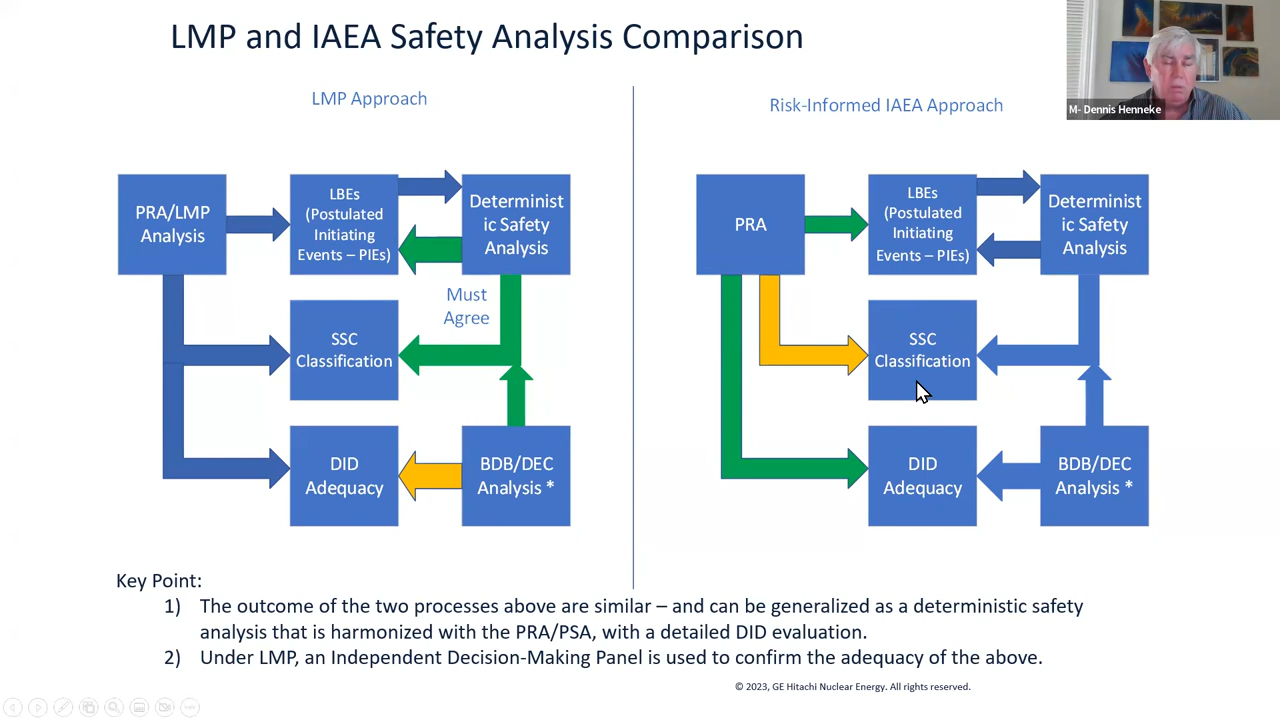 LMP and IAEA Safety Analysis Comparison
M- Dennis Henneke
LMP Approach
PRA/LMP
Analysis
LBEs
(Postulated
Initiating
Events – PIEs)
Determinist
ic Safety
Analysis
Must
Agree
SSC
Classification
DID
Adequacy
BDB/DEC
Analysis *
Risk-Informed IAEA Approach
PRA
LBEs
(Postulated
Initiating
Events – PIEs)
Determinist
ic Safety
Analysis
SSC
Classification
DID
Adequacy
BDB/DEC
Analysis *
Key Point:
1) The outcome of the two processes above are similar – and can be generalized as a deterministic safety
analysis that is harmonized with the PRA/PSA, with a detailed DID evaluation.
2) Under LMP, an Independent Decision-Making Panel is used to confirm the adequacy of the above.
© 2023, GE Hitachi Nuclear Energy. All rights reserved.